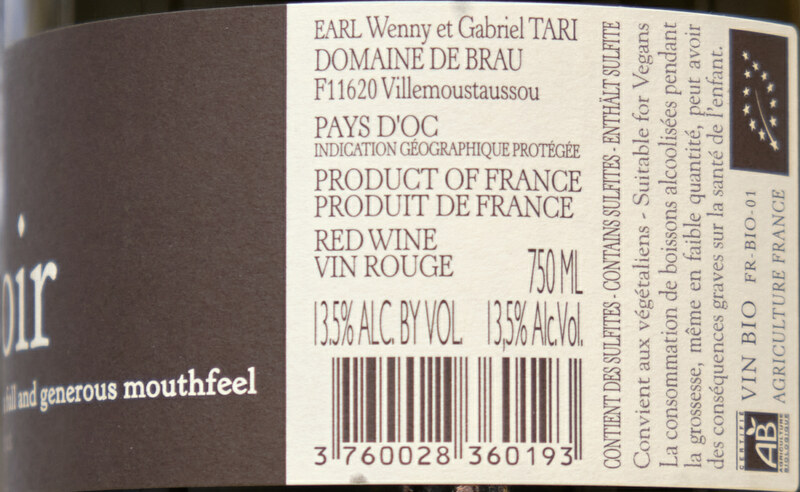 oir
full and generous mouthfeel
EARL Wenny et Gabriel TARI
DOMAINE DE BRAU
F11620 Villemoustaussou
PAYS D'OC
INDICATION GÉOGRAPHIQUE PROTÉGÉE
PRODUCT OF FRANCE
PRODUIT DE FRANCE
RED WINE
VIN ROUGE
750 ML
13.5% ALC. BY VOL.
13,5% Alc.Vol.
3 760028 360193
CONTIENT DES SULFITES - CONTAINS SULFITES - ENTHÄLT SULFITE
Convient aux végétaliens - Suitable for Vegans
La consommation de boissons alcoolisées pendant
la grossesse, même en faible quantité, peut avoir
des conséquences graves sur la santé de l'enfant.
VIN BIO FR-BIO-01
AGRICULTURE FRANCE
CERTIFIÉ
AB
AGRICULTURE
BIOLOGIQUE